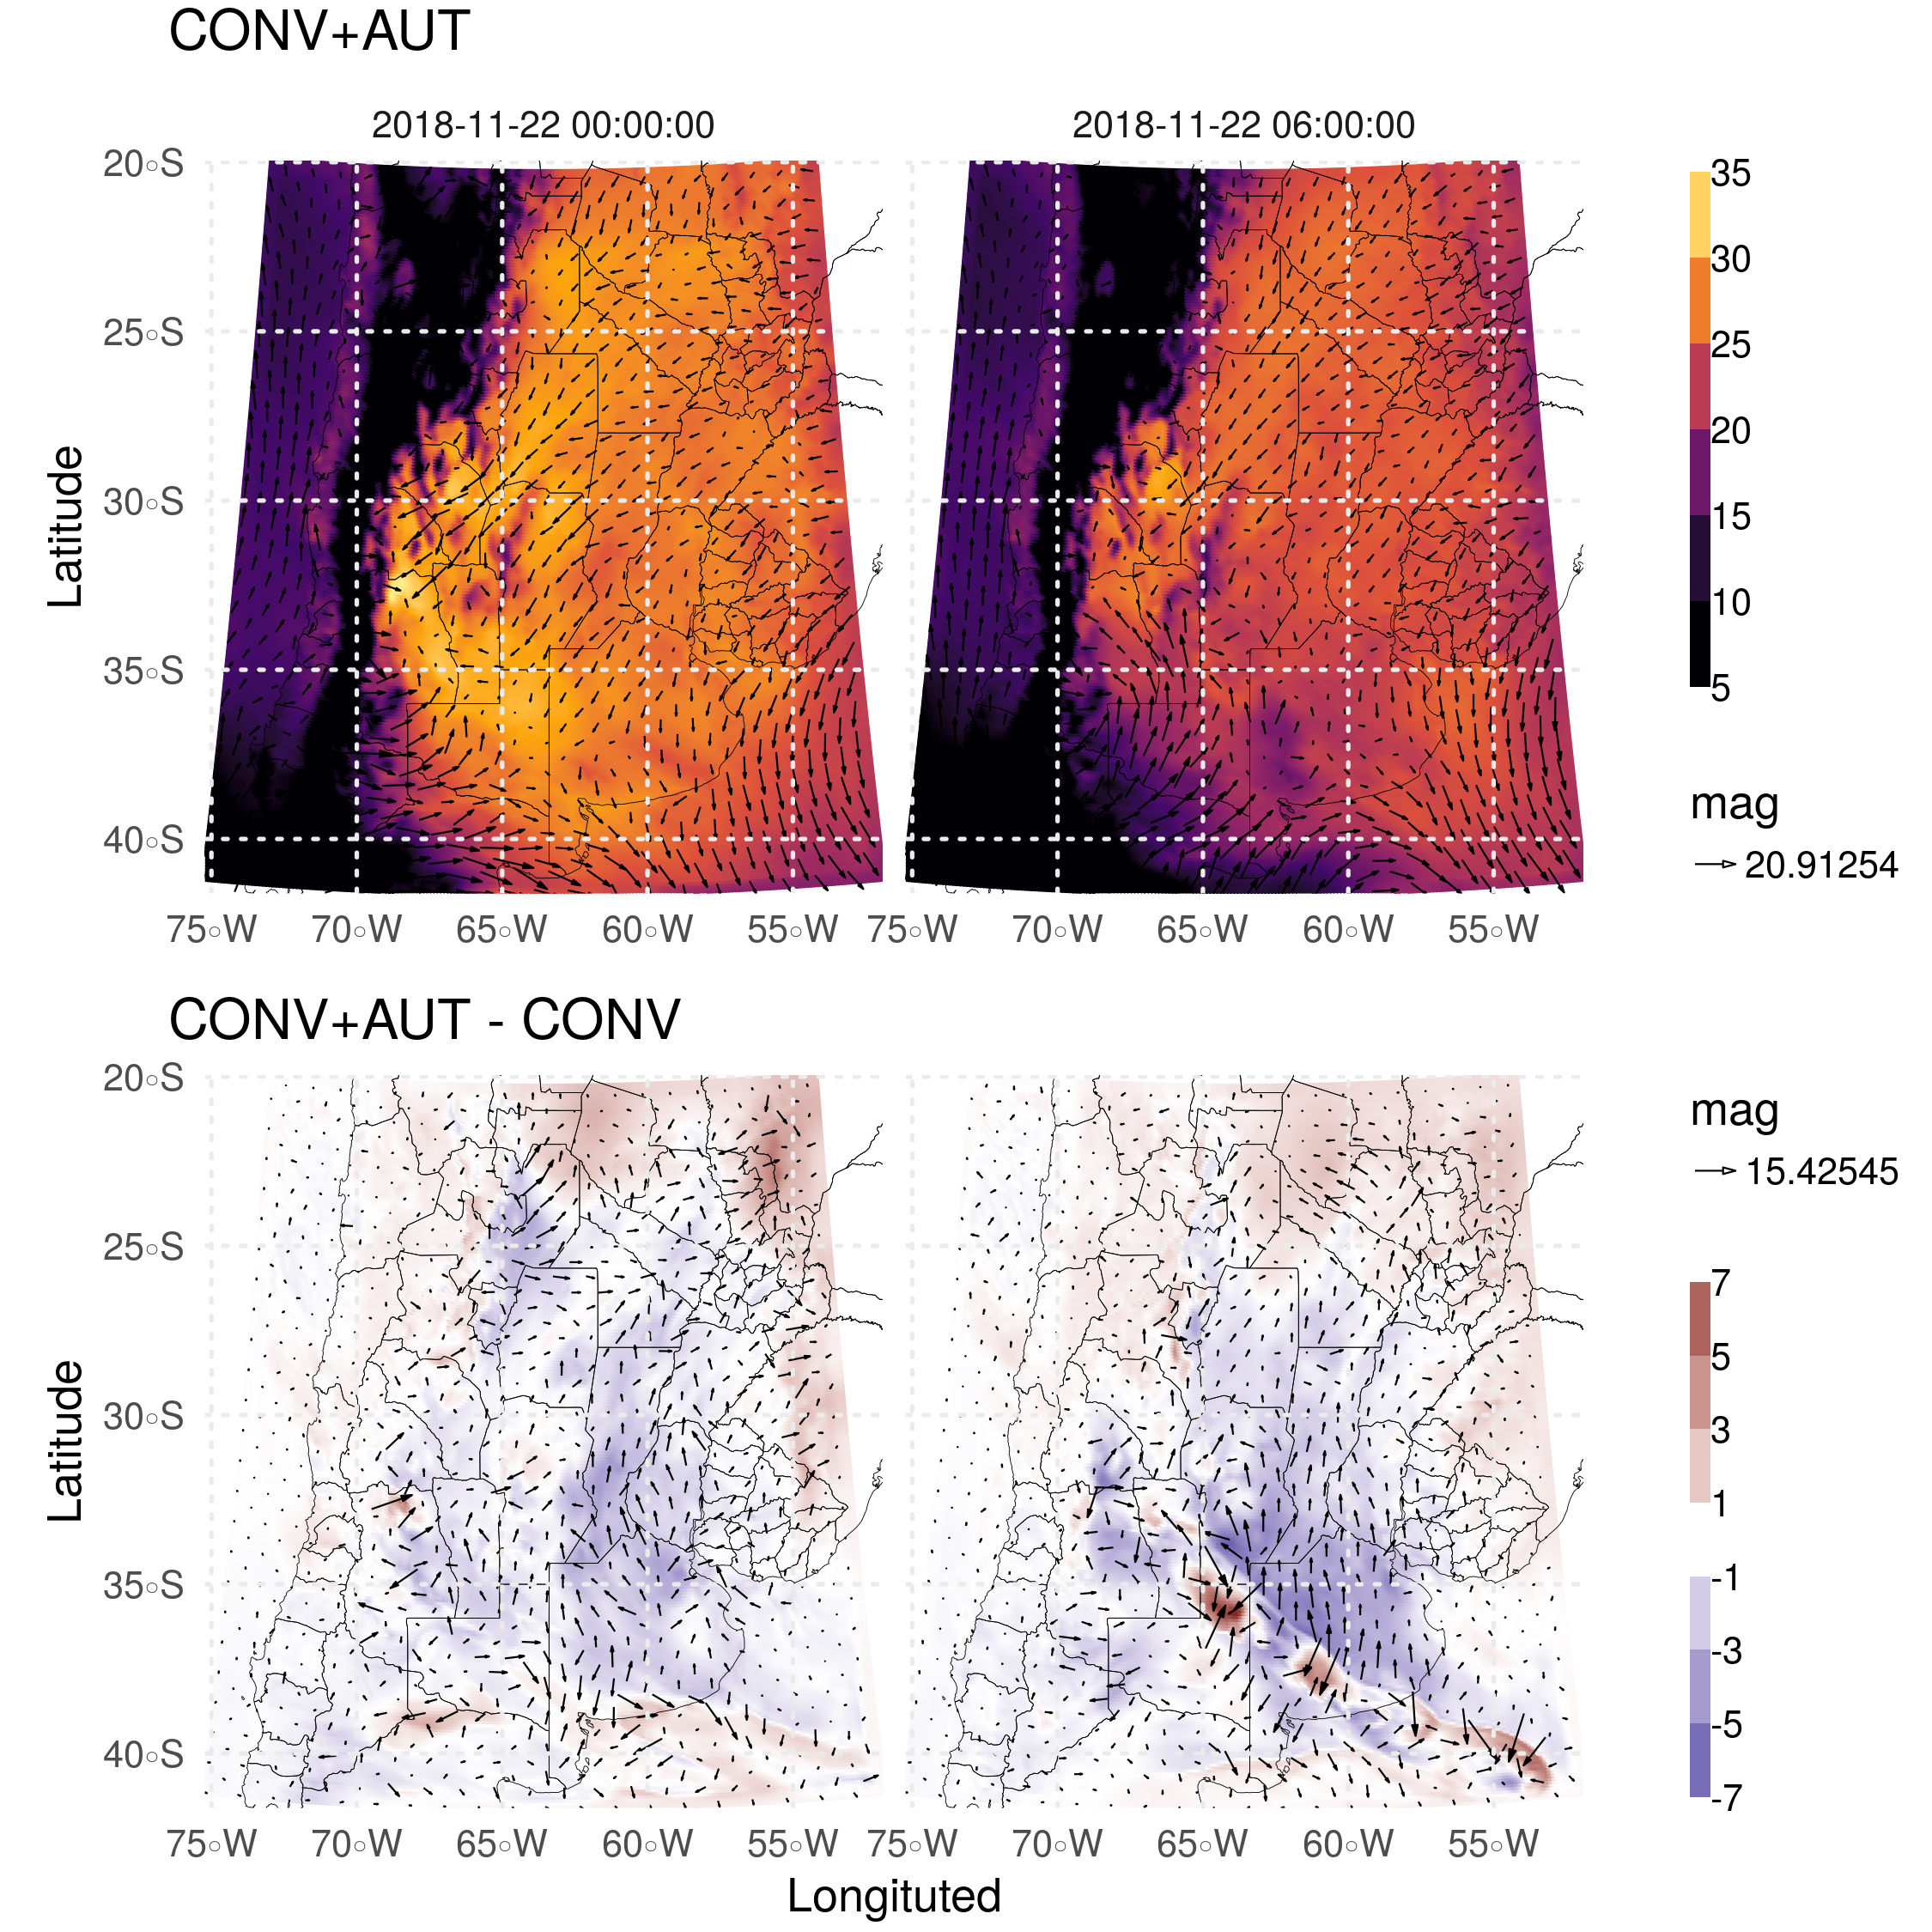 CONV+AUT
2018-11-22 00:00:00 2018-11-22 06:00:00
20◦S
25◦S
30◦S
35◦S
40◦S
Latitude
75◦W 70◦W 65◦W 60◦W 55◦W 75◦W 70◦W 65◦W 60◦W 55◦W
35
30
25
20
15
10
5
mag
20.91254
CONV+AUT - CONV
20◦S
25◦S
30◦S
35◦S
40◦S
Latitude
75◦W 70◦W 65◦W 60◦W 55◦W 75◦W 70◦W 65◦W 60◦W 55◦W
Longituted
mag
15.42545
7
5
3
1
-1
-3
-5
-7